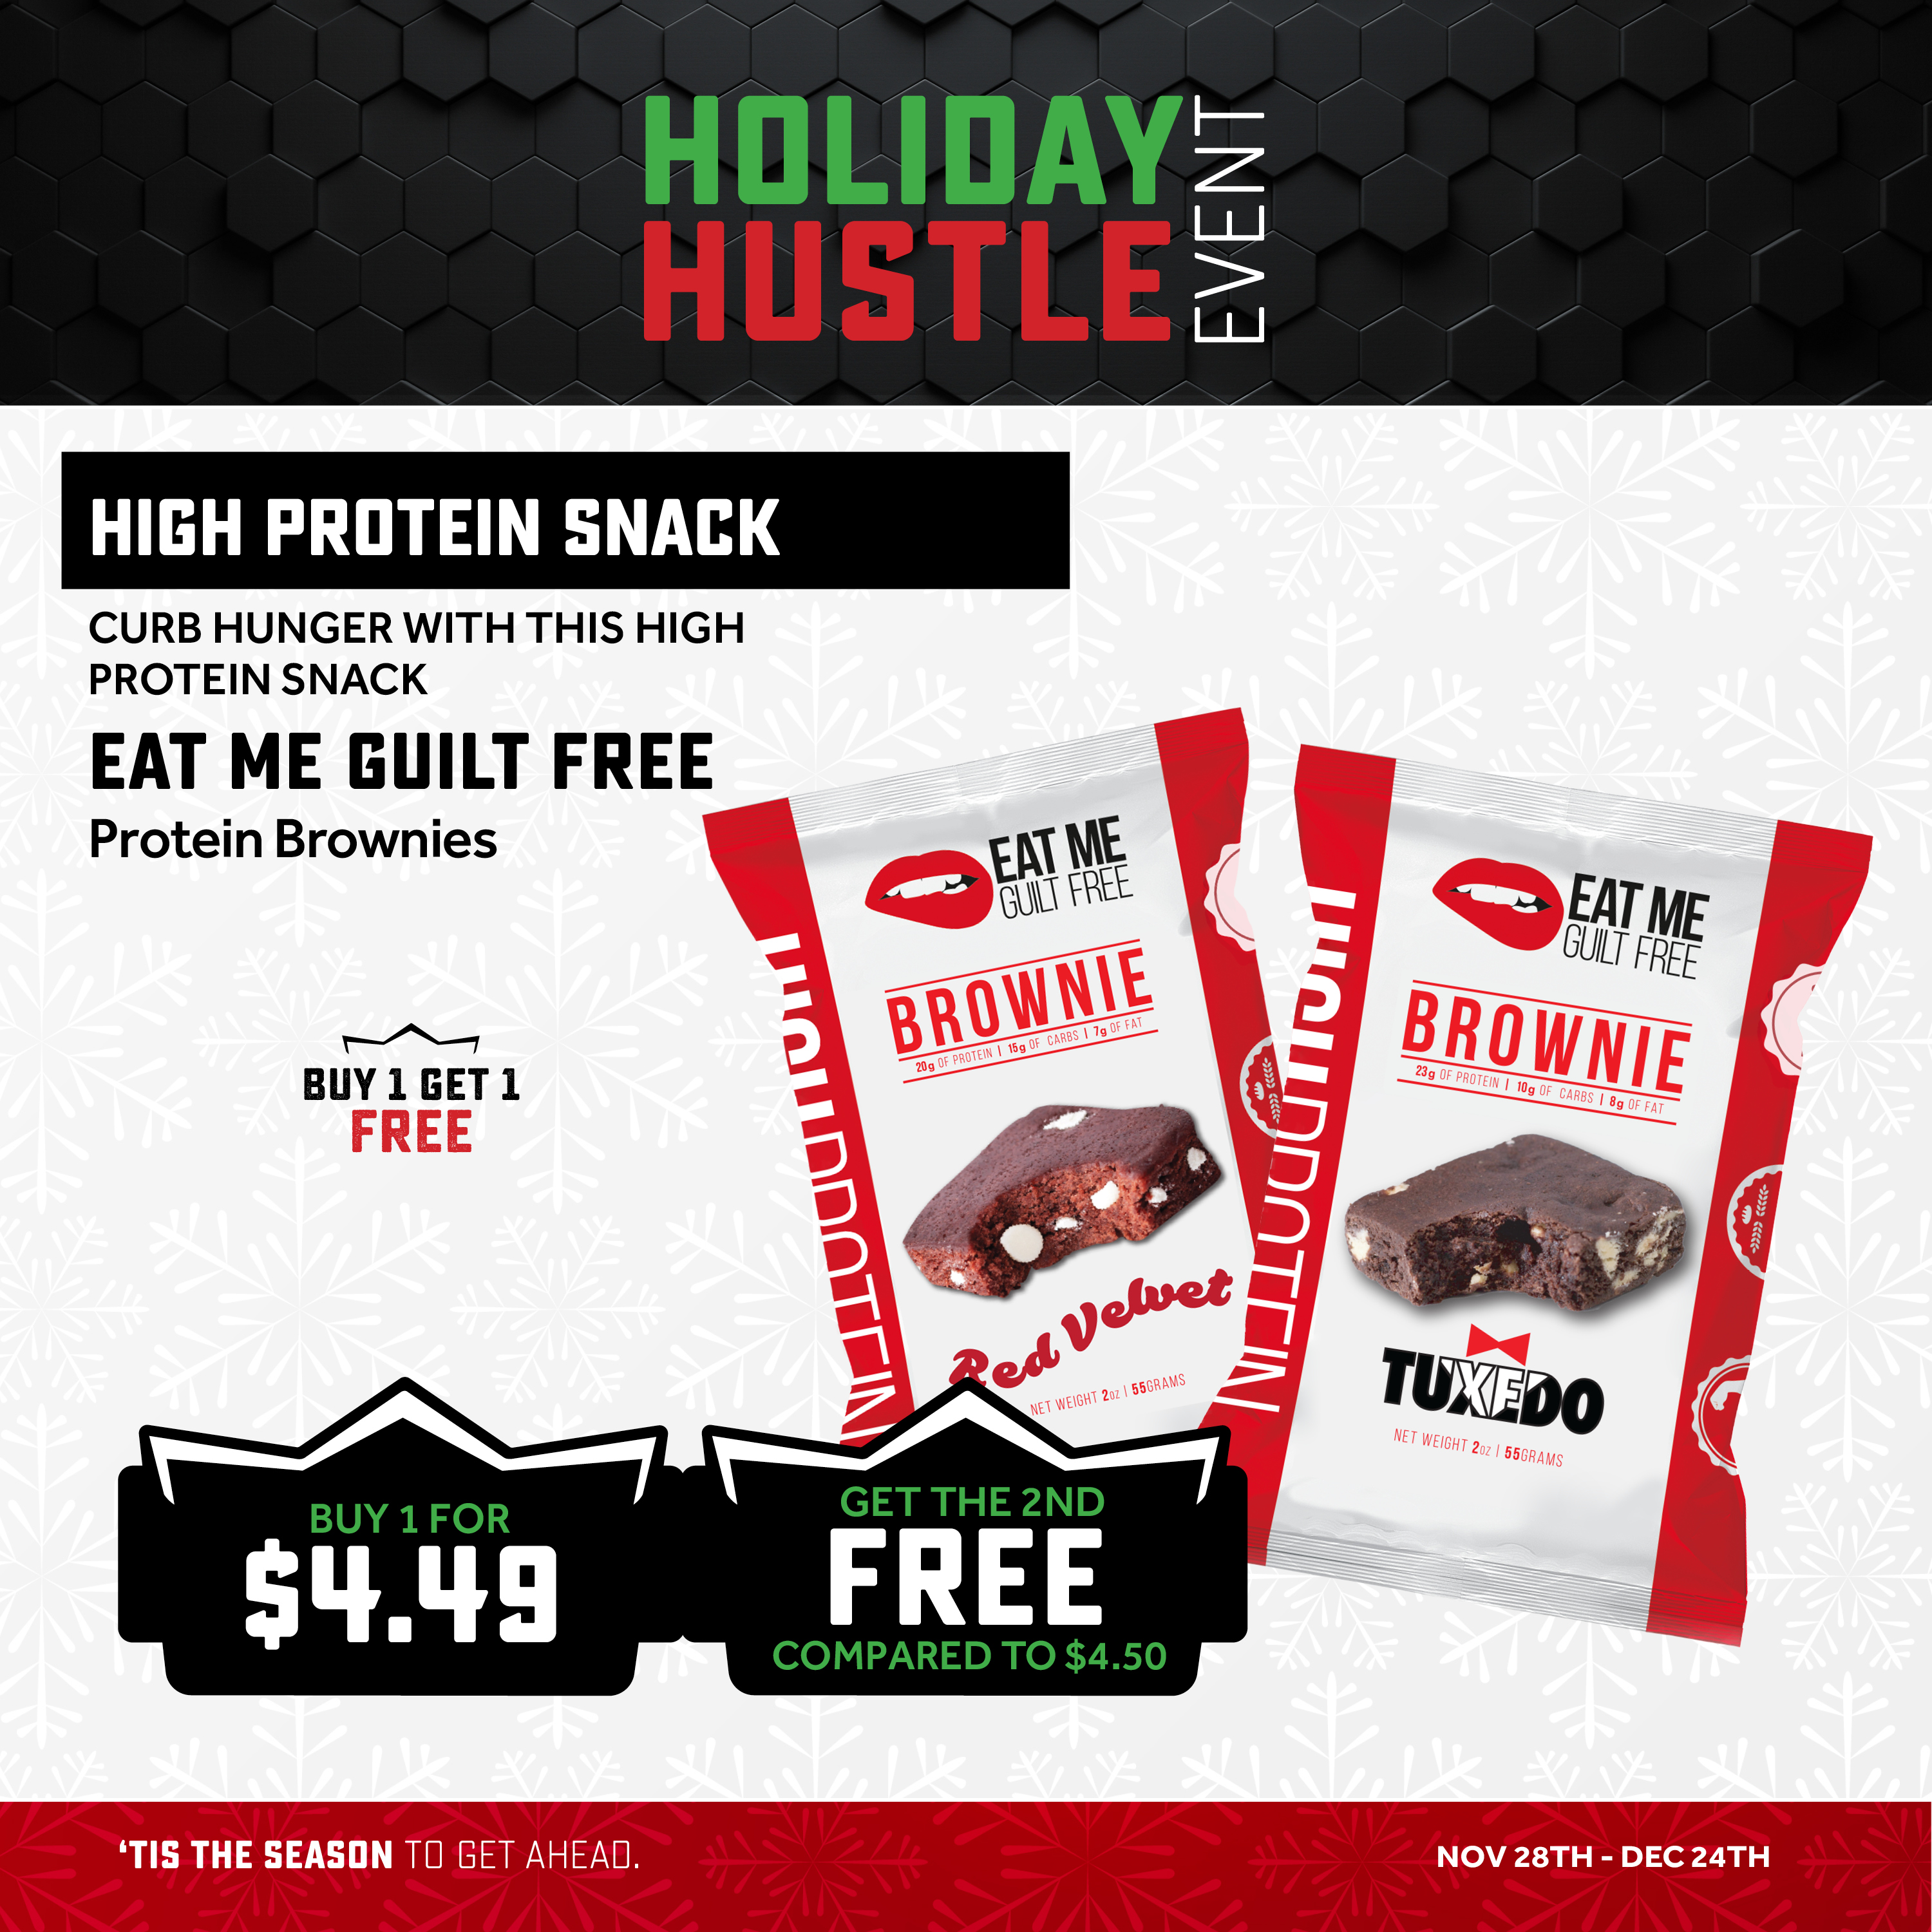 HOLIDAY
HUSTLE
EVENT
HIGH PROTEIN SNACK
CURB HUNGER WITH THIS HIGH
PROTEIN SNACK
EAT ME GUILT FREE
Protein Brownies
BUY 1 GET 1
FREE
EAT ME
GUILT FREE
BROWNIE
20g OF PROTEIN | 15g OF CARBS | 7g OF FAT
Red Velvet
NET WEIGHT 2oz | 55GRAMS
EAT ME
GUILT FREE
BROWNIE
23g OF PROTEIN | 10g OF CARBS | 8g OF FAT
TUXEDO
NET WEIGHT 2oz | 55GRAMS
BUY 1 FOR
$4.49
GET THE 2ND
FREE
COMPARED TO $4.50
‘TIS THE SEASON TO GET AHEAD.
NOV 28TH - DEC 24TH